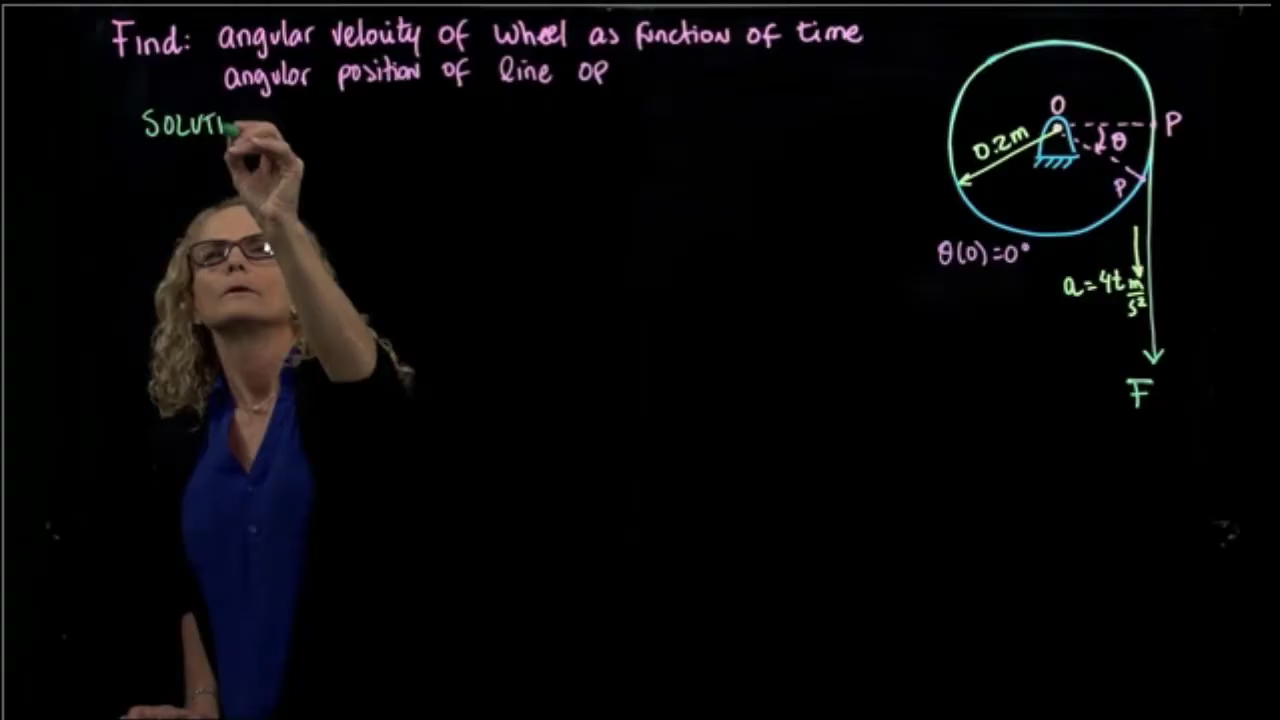 Find: angular velocity of wheel as function of time
angular position of line OP
SOLUTI
O
P
0.2m
θ
P
θ(0)=0°
a=4t m/s²
F